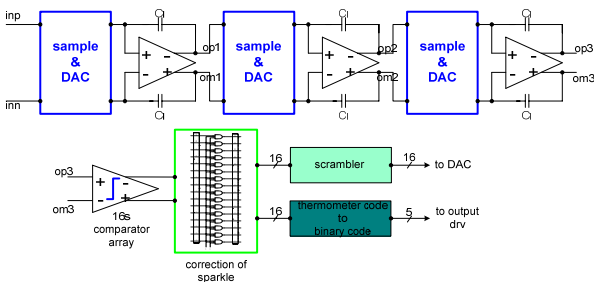 inp
inn
sample
&
DAC
Ci
+
-
-
+
Ci
op1
om1
sample
&
DAC
Ci
+
-
-
+
Ci
op2
om2
sample
&
DAC
Ci
+
-
-
+
Ci
op3
om3
op3
om3
+
-
-
+
16s
comparator
array
correction of
sparkle
16
scrambler
16
to DAC
16
thermometer code
to
binary code
5
to output
drv